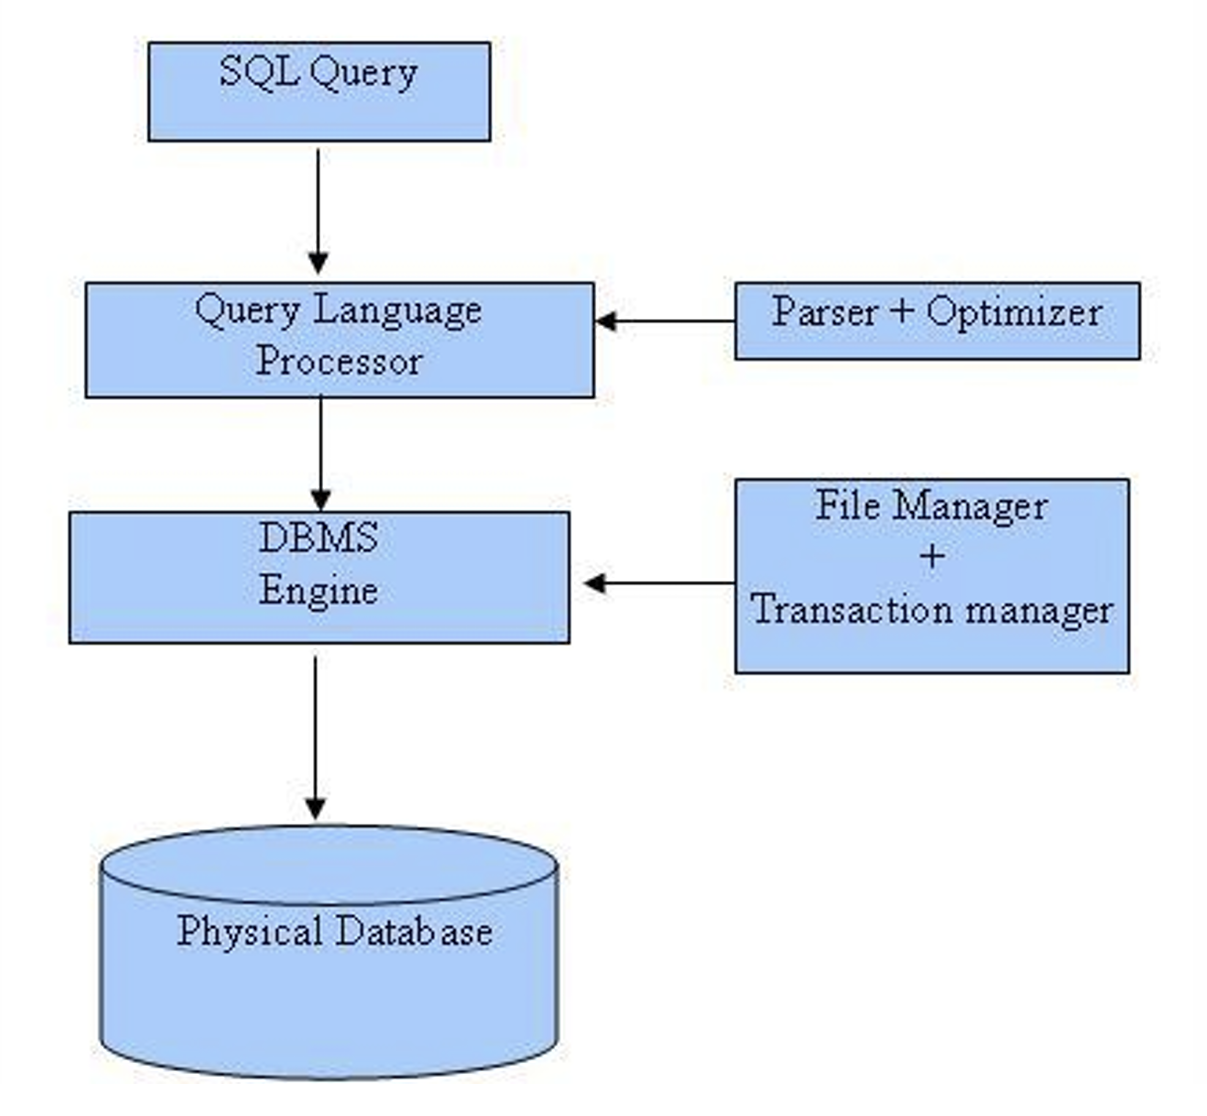 SQL Query
Query Language
Processor
Parser + Optimizer
DBMS
Engine
File Manager
+
Transaction manager
Physical Database